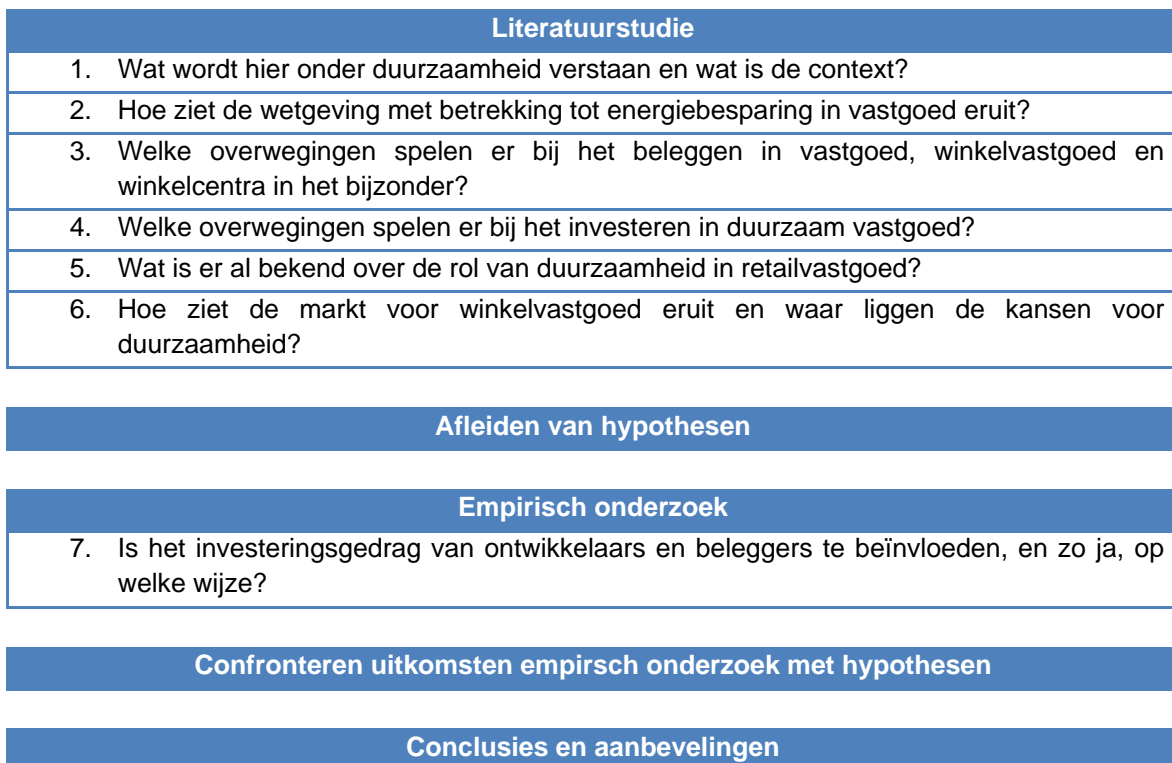 Literatuurstudie
1. Wat wordt hier onder duurzaamheid verstaan en wat is de context?
2. Hoe ziet de wetgeving met betrekking tot energiebesparing in vastgoed eruit?
3. Welke overwegingen spelen er bij het beleggen in vastgoed, winkelvastgoed en
winkelcentra in het bijzonder?
4. Welke overwegingen spelen er bij het investeren in duurzaam vastgoed?
5. Wat is er al bekend over de rol van duurzaamheid in retailvastgoed?
6. Hoe ziet de markt voor winkelvastgoed eruit en waar liggen de kansen voor
duurzaamheid?
Afleiden van hypothesen
Empirisch onderzoek
7. Is het investeringsgedrag van ontwikkelaars en beleggers te beïnvloeden, en zo ja, op
welke wijze?
Confronteren uitkomsten empirsch onderzoek met hypothesen
Conclusies en aanbevelingen